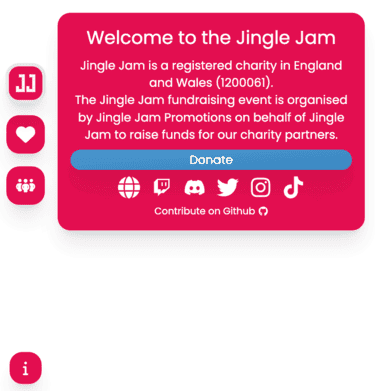 Welcome to the Jingle Jam
Jingle Jam is a registered charity in England
and Wales (1200061).
The Jingle Jam fundraising event is organised
by Jingle Jam Promotions on behalf of Jingle
Jam to raise funds for our charity partners.
Donate
Contribute on Github
JJ
i